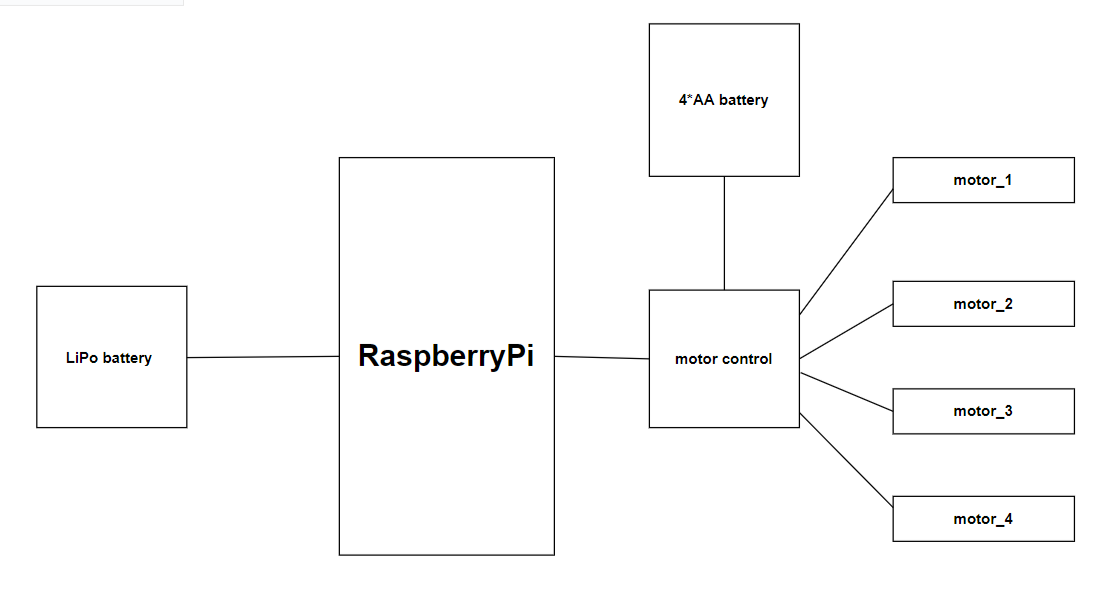 4*AA battery
motor_1
motor_2
LiPo battery
RaspberryPi
motor control
motor_3
motor_4